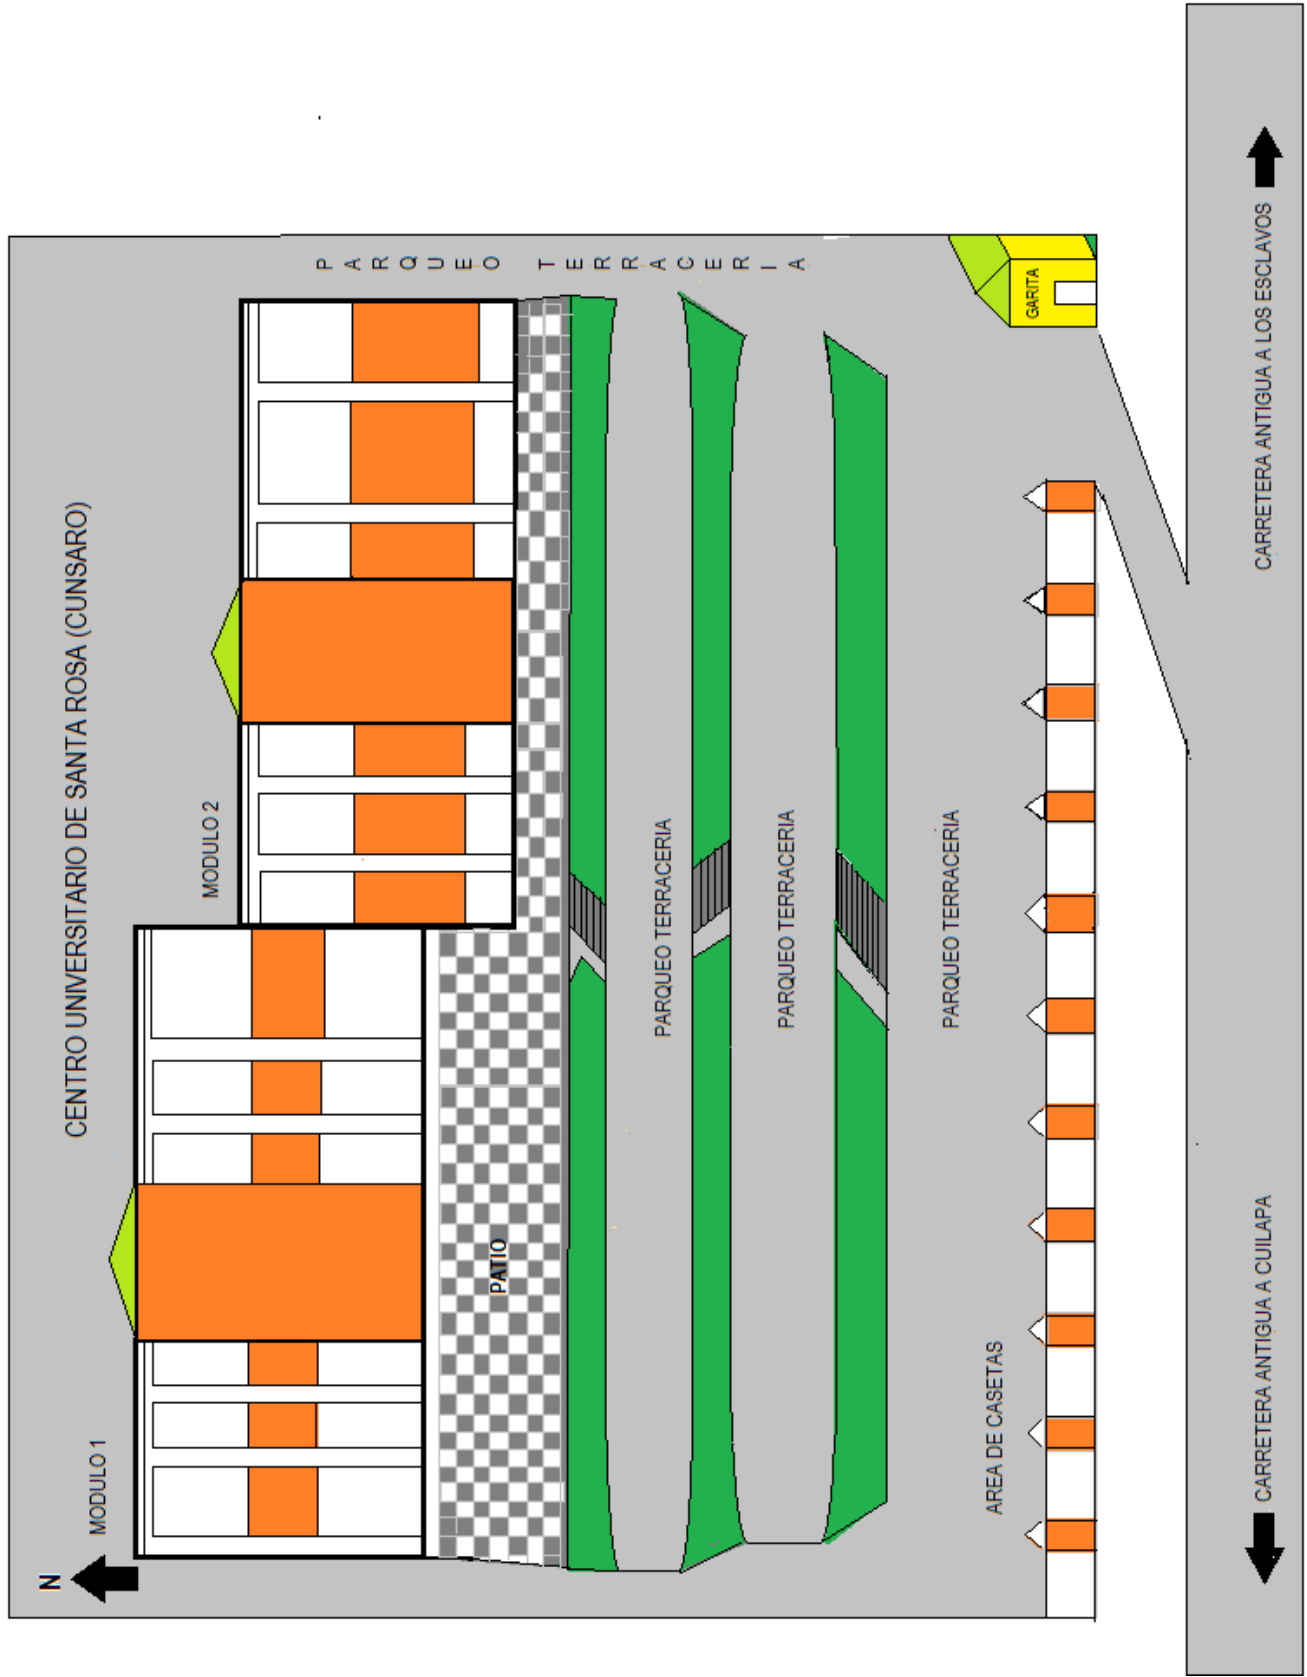 N
CENTRO UNIVERSITARIO DE SANTA ROSA (CUNSARO)
MODULO 1
MODULO 2
PARQUEO TERRACERIA
PATIO
PARQUEO TERRACERIA
PARQUEO TERRACERIA
PARQUEO TERRACERIA
GARITA
AREA DE CASETAS
CARRETERA ANTIGUA A CUILAPA
CARRETERA ANTIGUA A LOS ESCLAVOS